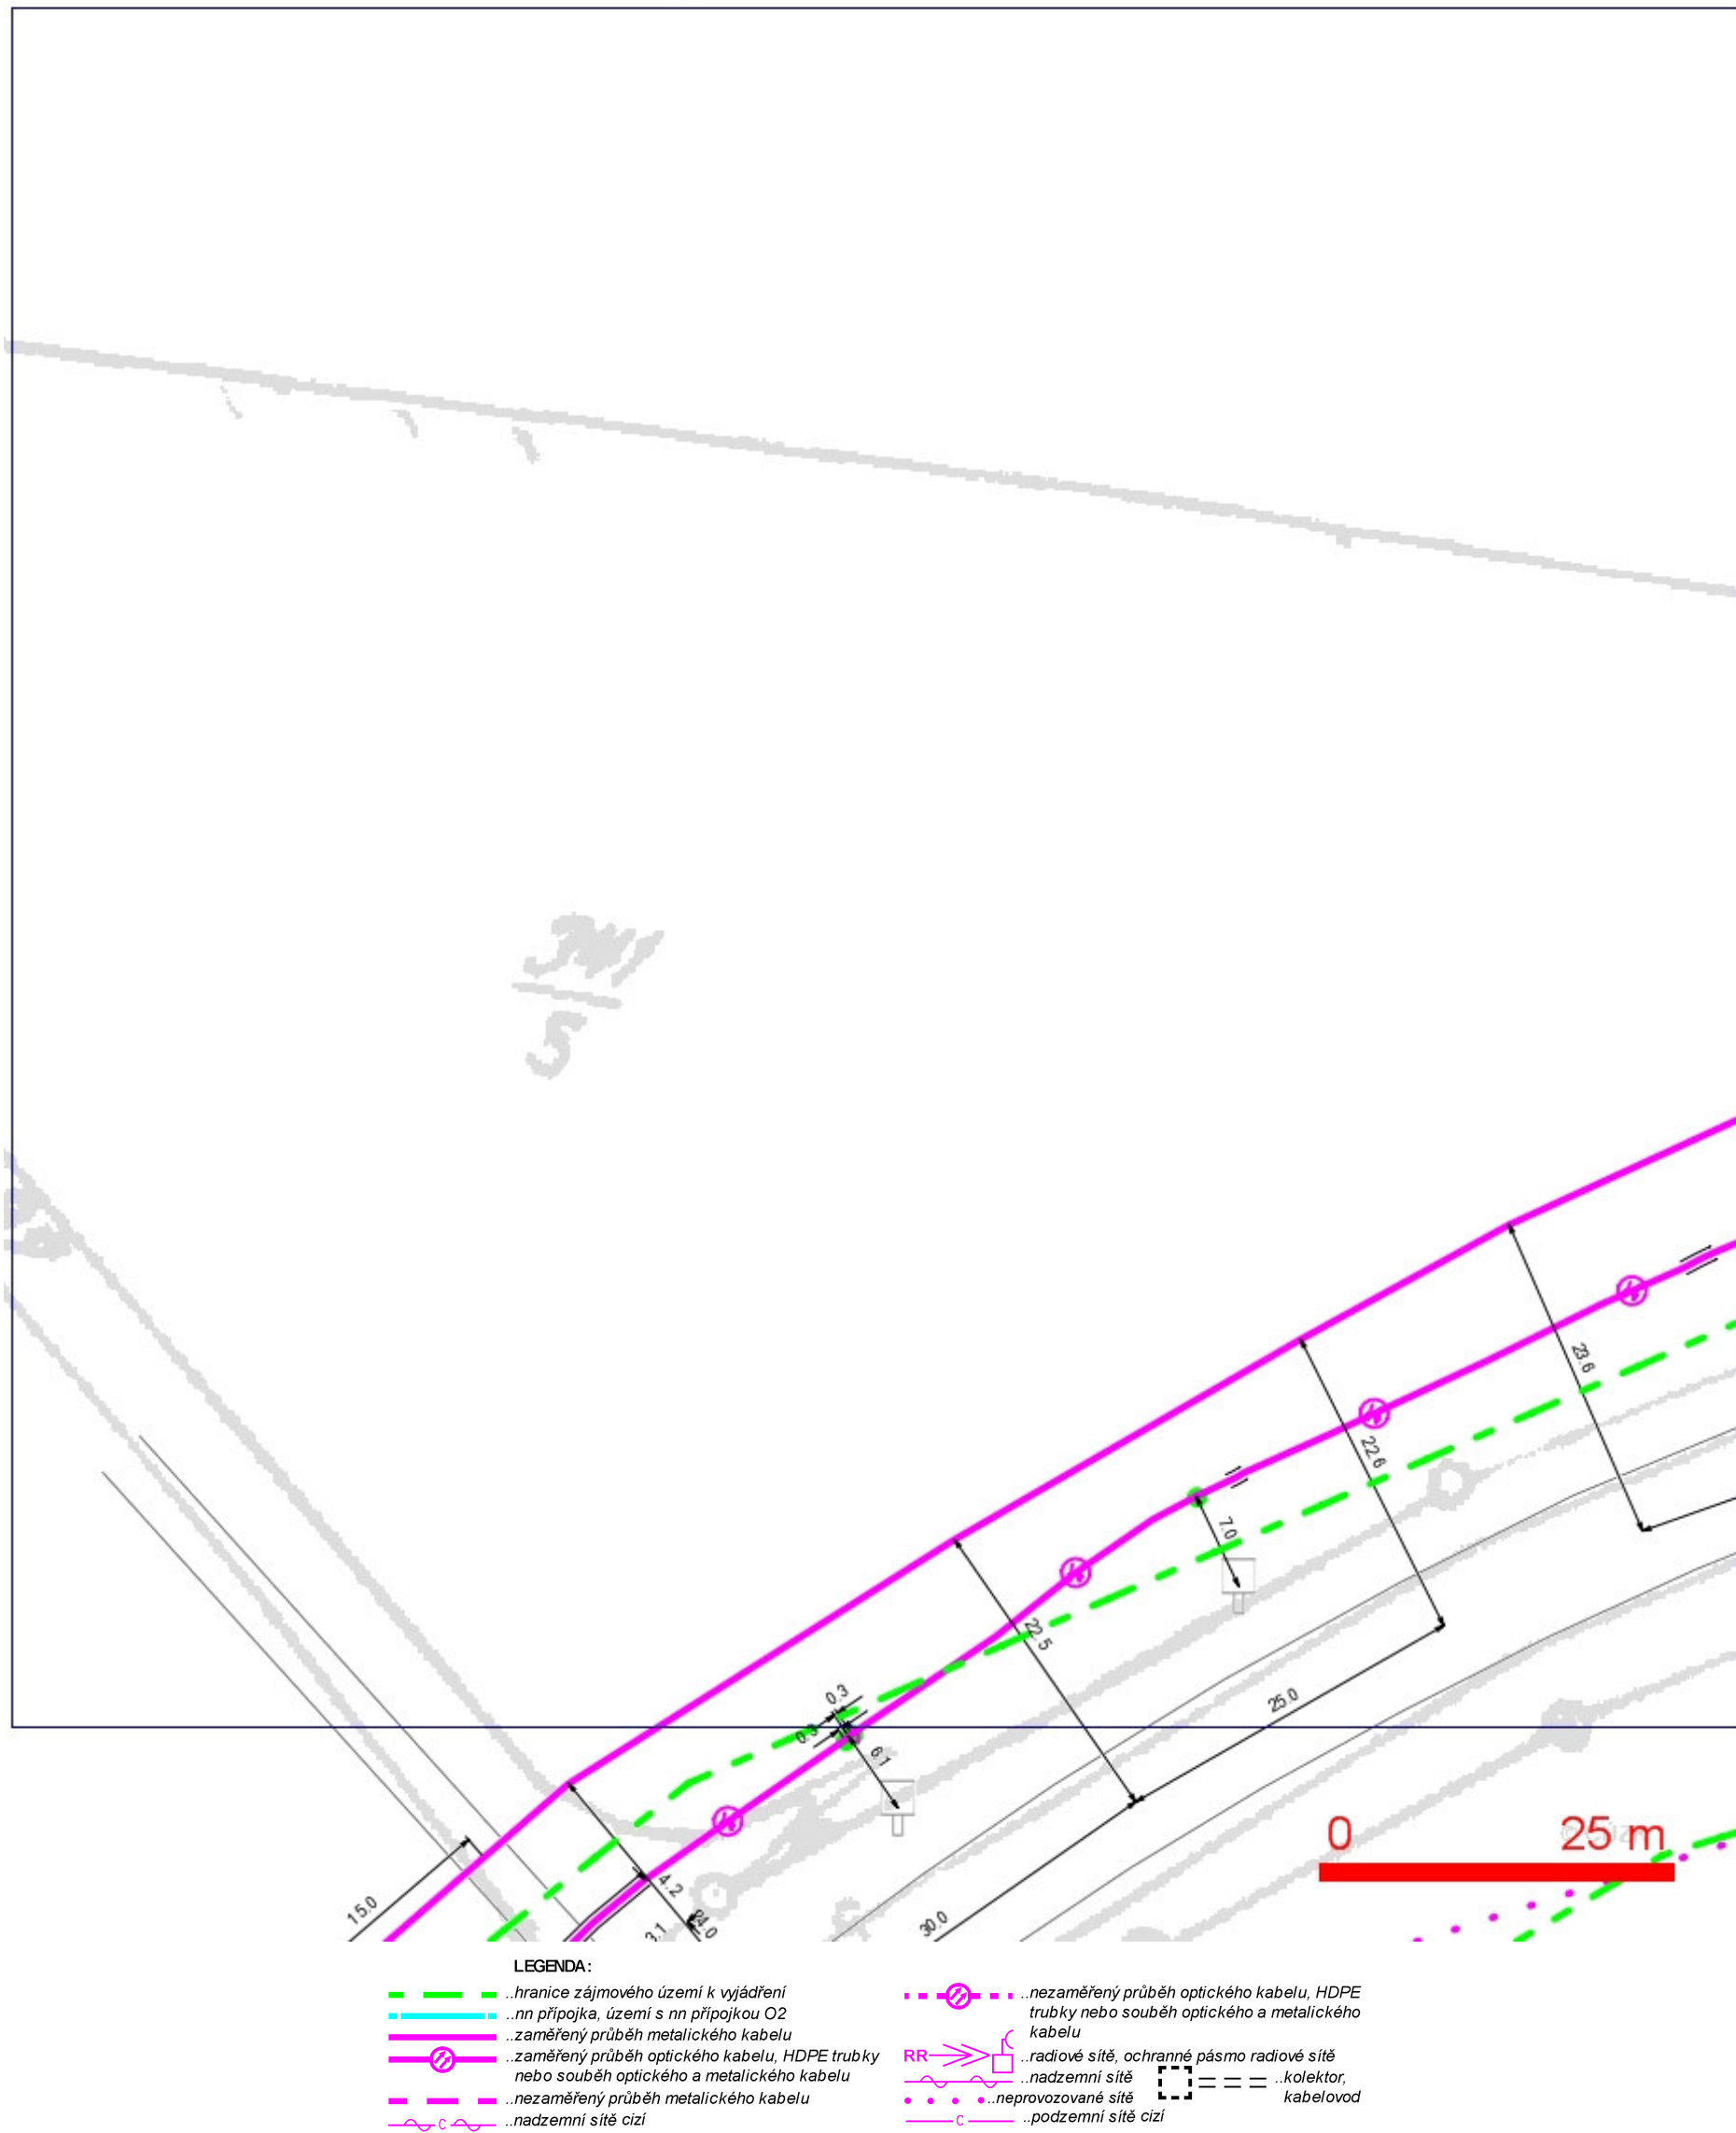 23.6
22.6
7.0
22.5
0.3
25.0
0.3
6.1
0
25 m
15.0
4.2
24.0
3.1
30.0
LEGENDA:
..hranice zájmového území k vyjádření
..nn přípojka, území s nn přípojkou O2
..zaměřený průběh metalického kabelu
..zaměřený průběh optického kabelu, HDPE trubky
nebo souběh optického a metalického kabelu
..nezaměřený průběh metalického kabelu
C
..nadzemní sítě cizí
..nezaměřený průběh optického kabelu, HDPE
trubky nebo souběh optického a metalického
kabelu
RR
..radiové sítě, ochranné pásmo radiové sítě
..nadzemní sítě
..kolektor,
kabelovod
..neprovozované sítě
C
..podzemní sítě cizí